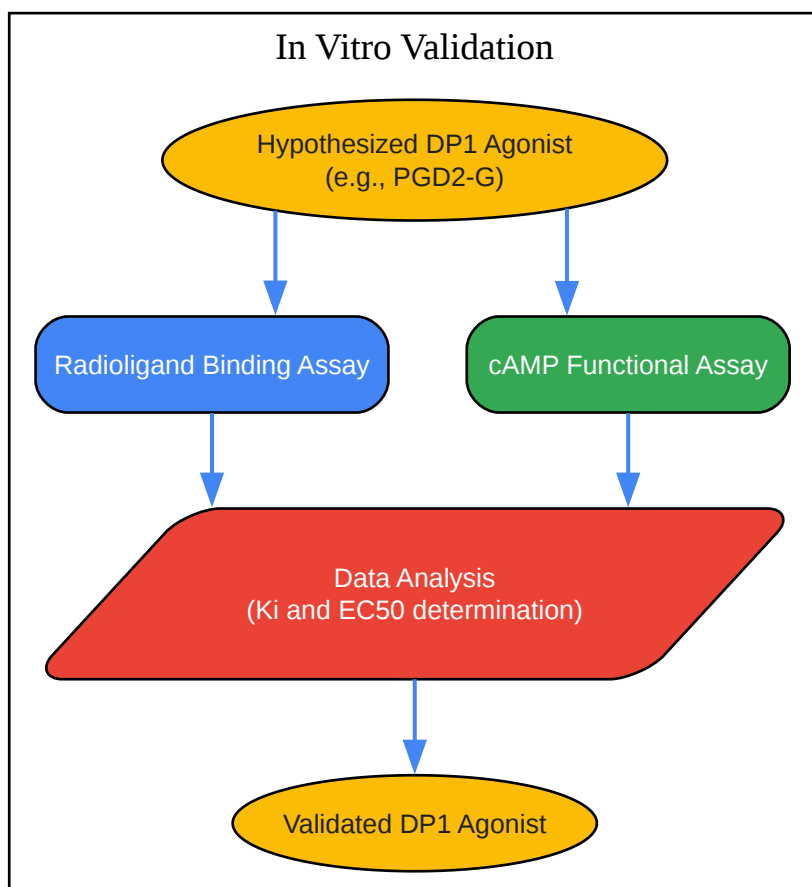 In Vitro Validation
Hypothesized DP1 Agonist
(e.g., PGD2-G)
Radioligand Binding Assay
cAMP Functional Assay
Data Analysis
(Ki and EC50 determination)
Validated DP1 Agonist